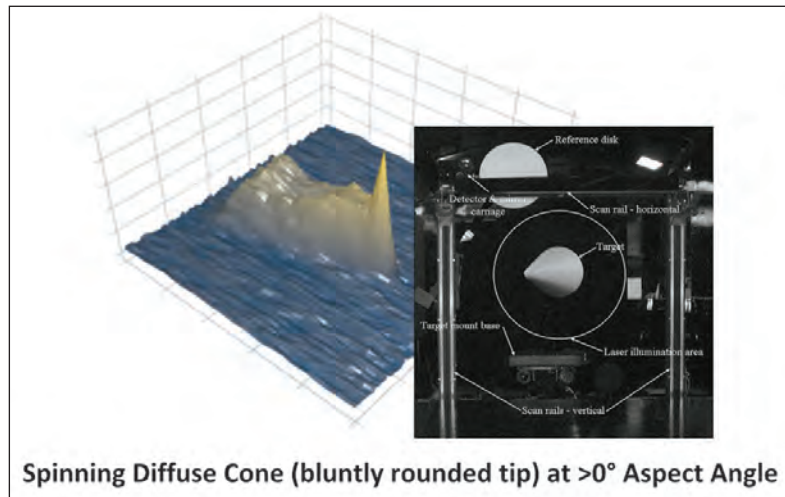 Reference disk
Detector &
carriage
Scan rail - horizontal
Target
Target mount base
Laser illumination area
Scan rails - vertical
Spinning Diffuse Cone (bluntly rounded tip) at >0° Aspect Angle